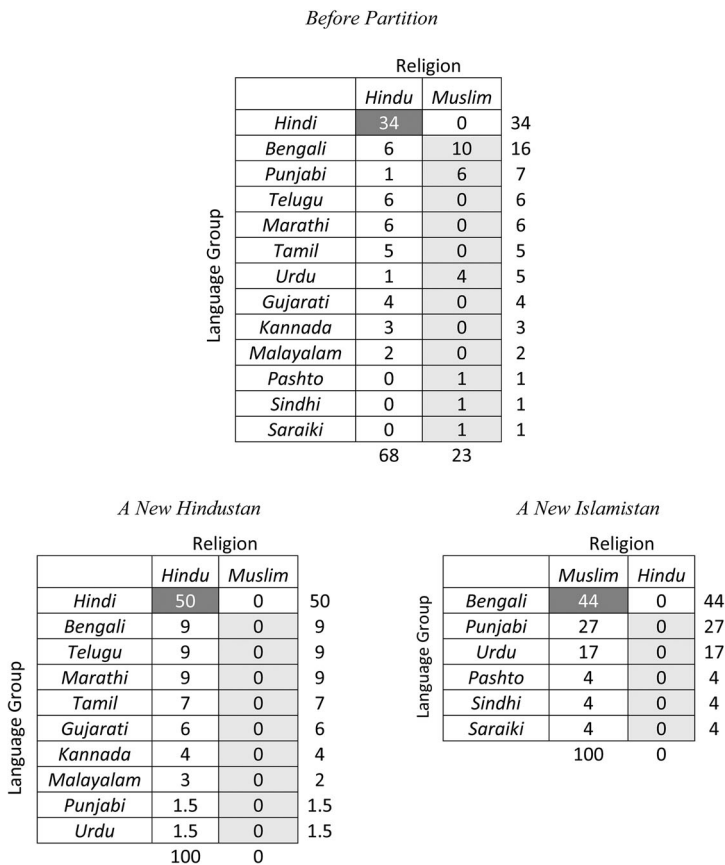 Before Partition
Religion
Hindu Muslim
Hindi 34 0 34
Bengali 6 10 16
Punjabi 1 6 7
Telugu 6 0 6
Marathi 6 0 6
Tamil 5 0 5
Urdu 1 4 5
Gujarati 4 0 4
Kannada 3 0 3
Malayalam 2 0 2
Pashto 0 1 1
Sindhi 0 1 1
Saraiki 0 1 1
68 23
Language Group
A New Hindustan
Religion
Hindu Muslim
Hindi 50 0 50
Bengali 9 0 9
Telugu 9 0 9
Marathi 9 0 9
Tamil 7 0 7
Gujarati 6 0 6
Kannada 4 0 4
Malayalam 3 0 2
Punjabi 1.5 0 1.5
Urdu 1.5 0 1.5
100 0
Language Group
A New Islamistan
Religion
Muslim Hindu
Bengali 44 0 44
Punjabi 27 0 27
Urdu 17 0 17
Pashto 4 0 4
Sindhi 4 0 4
Saraiki 4 0 4
100 0
Language Group